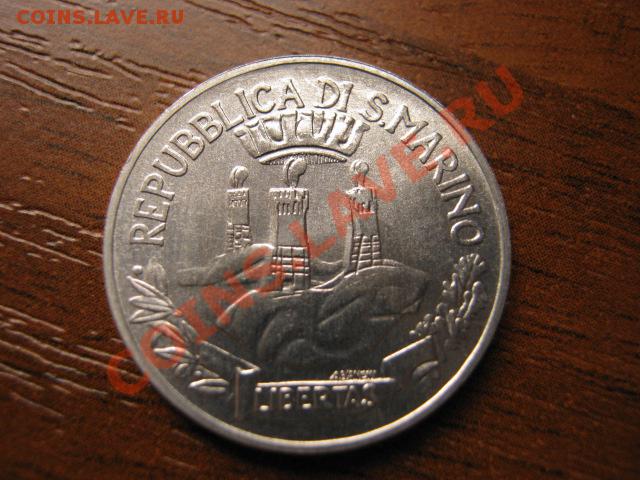 COINS.LAVE.RU
REPUBBLICA DI S.MARINO
COINS.LAVE.RU
LIBERTAS